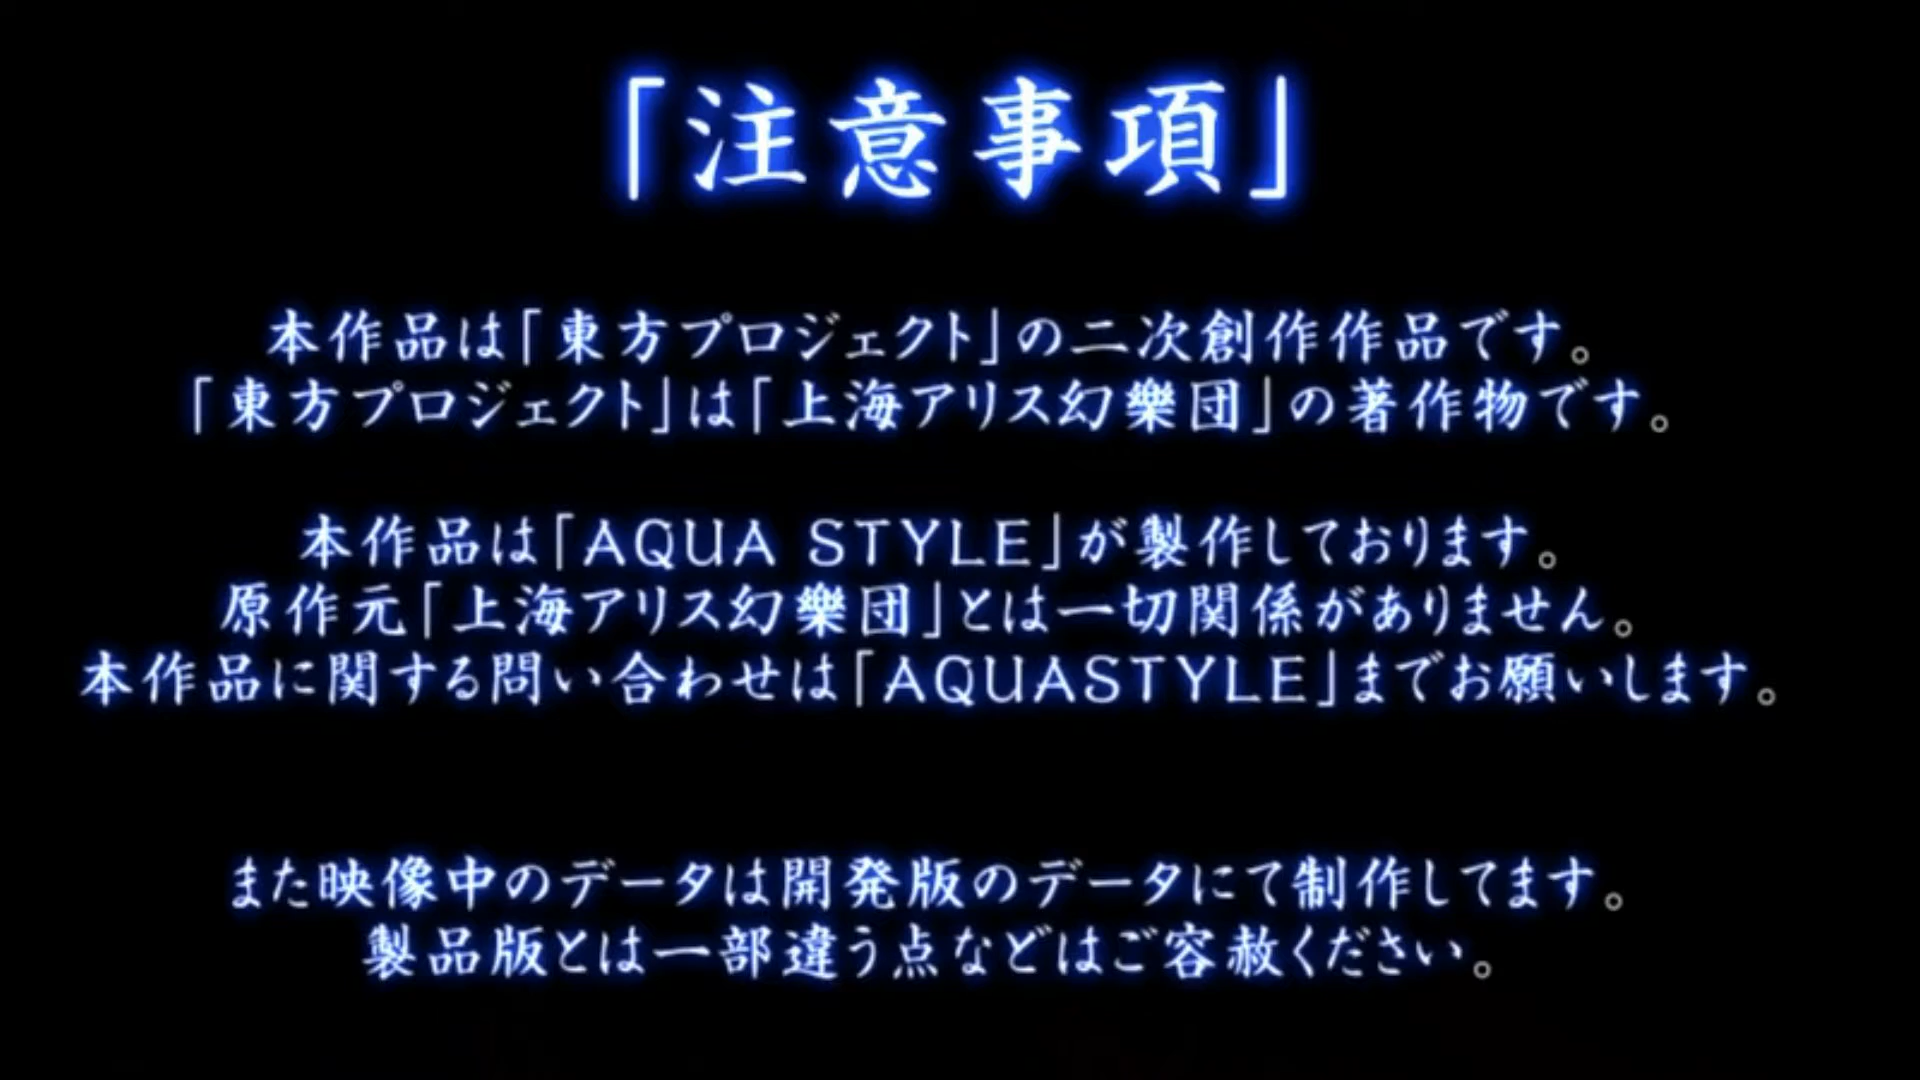 「注意事項」
本作品は「東方プロジェクト」の二次創作作品です。
「東方プロジェクト」は「上海アリス幻樂団」の著作物です。
本作品は「AQUA STYLE」が製作しております。
原作元「上海アリス幻樂団」とは一切関係がありません。
本作品に関する問い合わせは「AQUASTYLE」までお願いします。
また映像中のデータは開発版のデータにて制作してます。
製品版とは一部違う点などはご容赦ください。